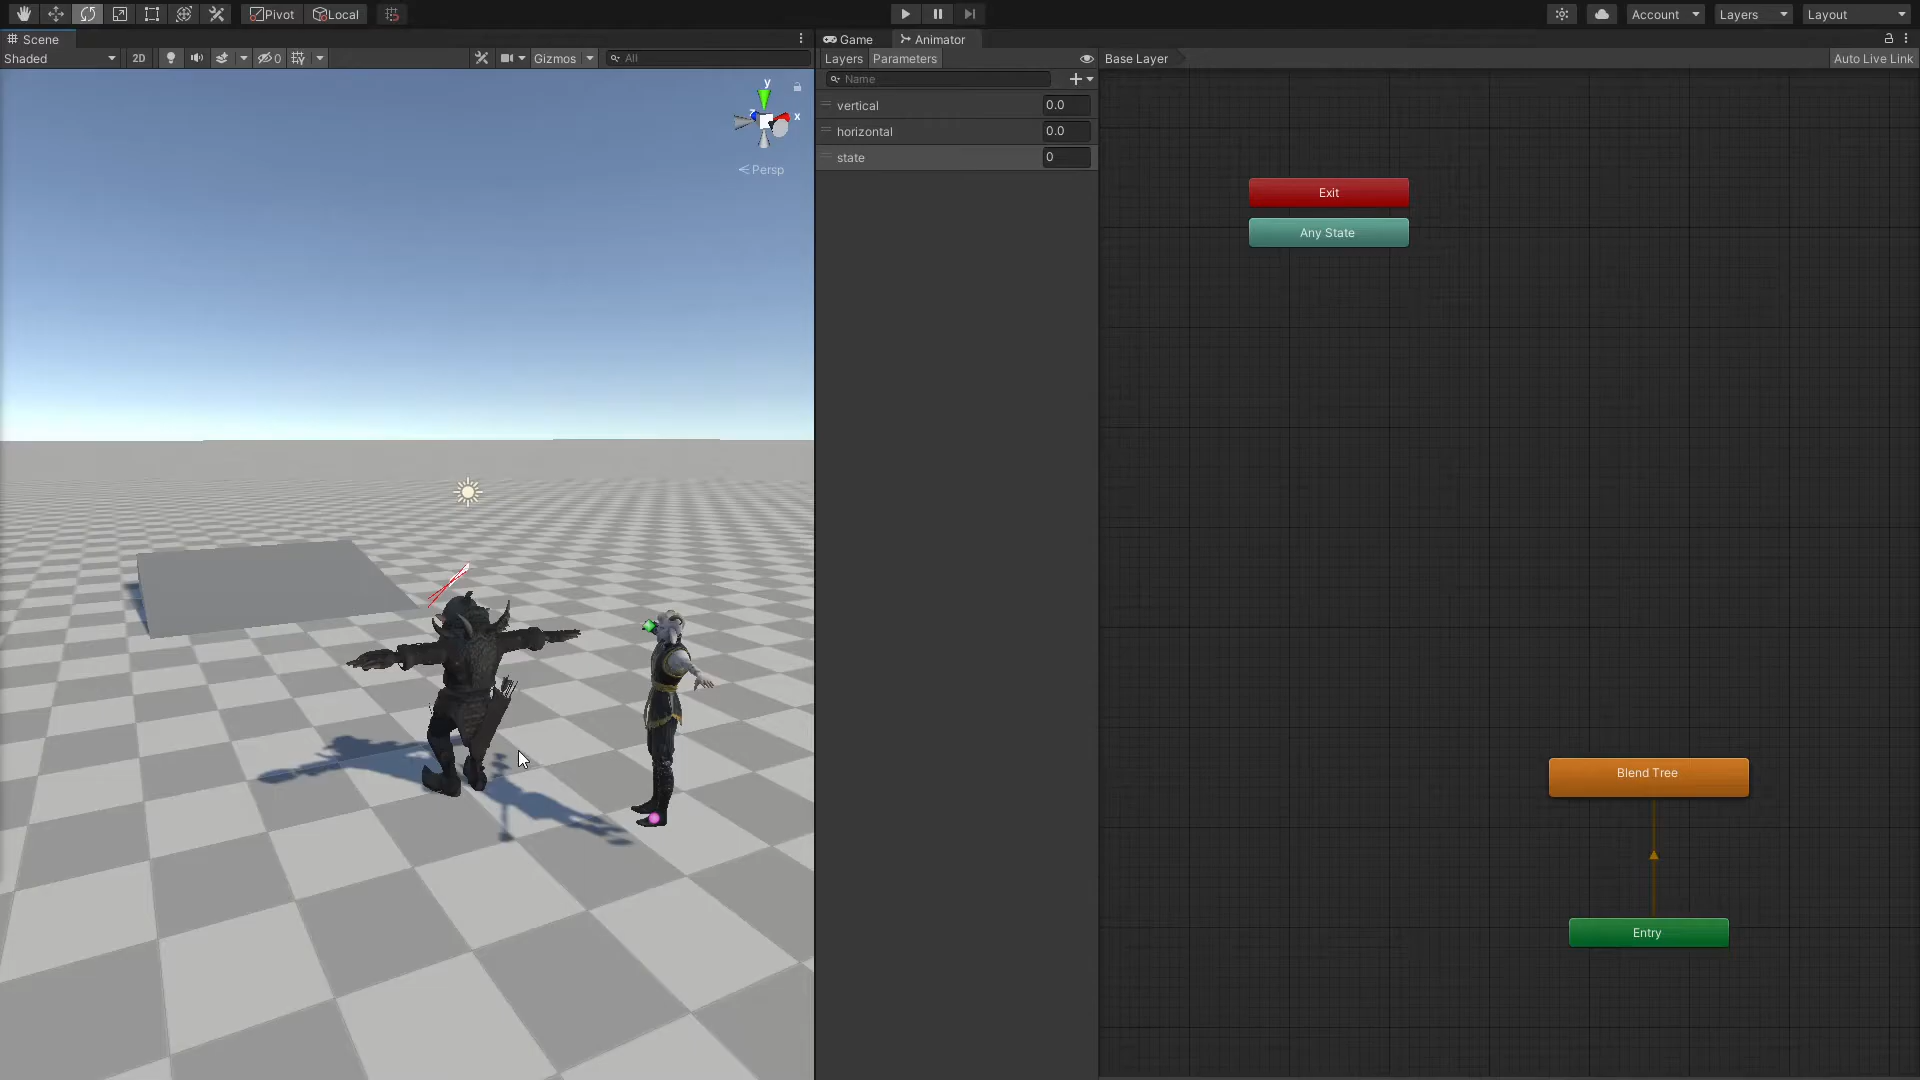 Pivot Local Account Layers Layout
Scene Game Animator
Shaded 2D 0 Gizmos All Layers Parameters Base Layer Auto Live Link
Name
vertical 0.0
horizontal 0.0
state 0
y
x
z
Persp
Exit
Any State
Blend Tree
Entry